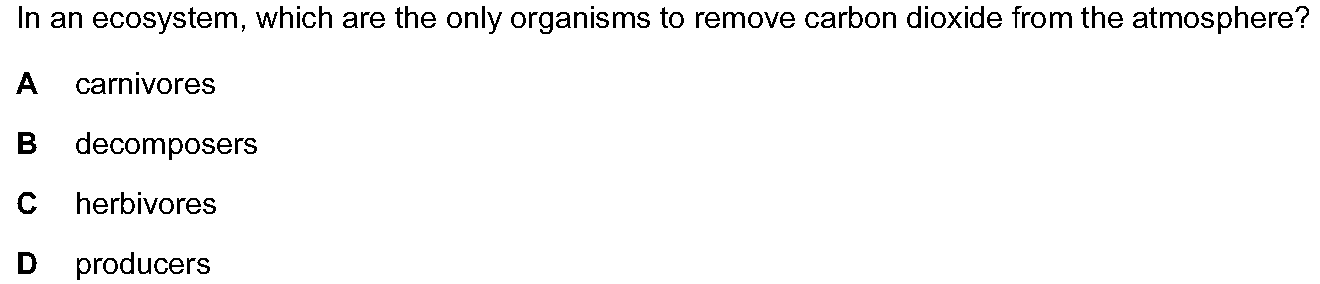 In an ecosystem, which are the only organisms to remove carbon dioxide from the atmosphere?
A carnivores
B decomposers
C herbivores
D producers